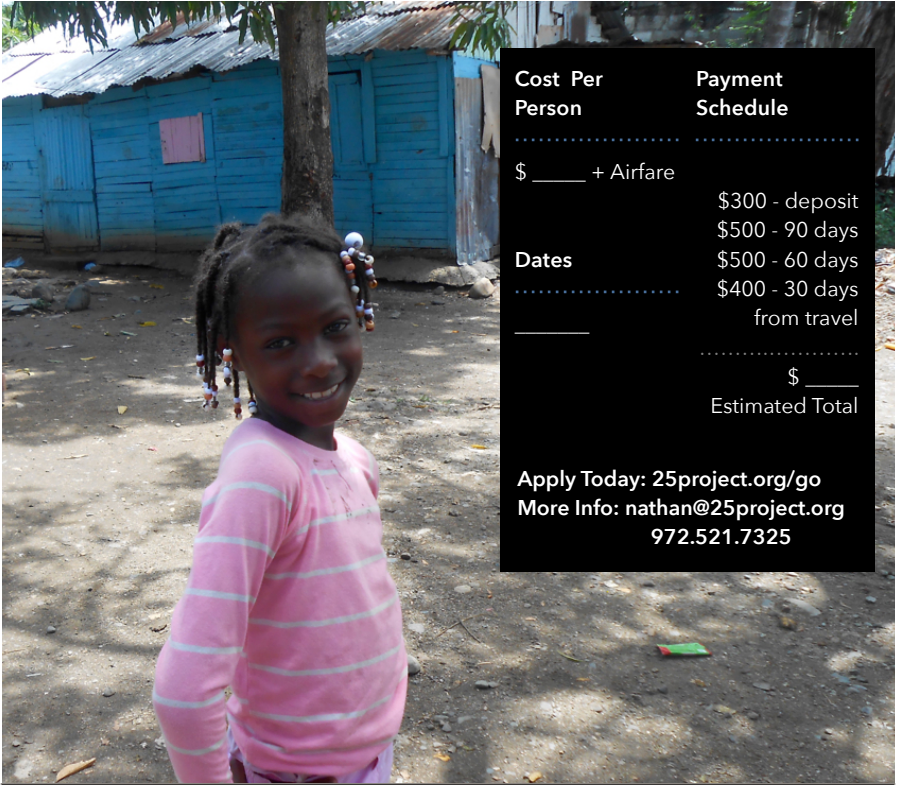 Cost Per
Person
$ _____ + Airfare
Dates
_______
Payment
Schedule
$300 - deposit
$500 - 90 days
$500 - 60 days
$400 - 30 days
from travel
$ _____
Estimated Total
Apply Today: 25project.org/go
More Info: nathan@25project.org
972.521.7325